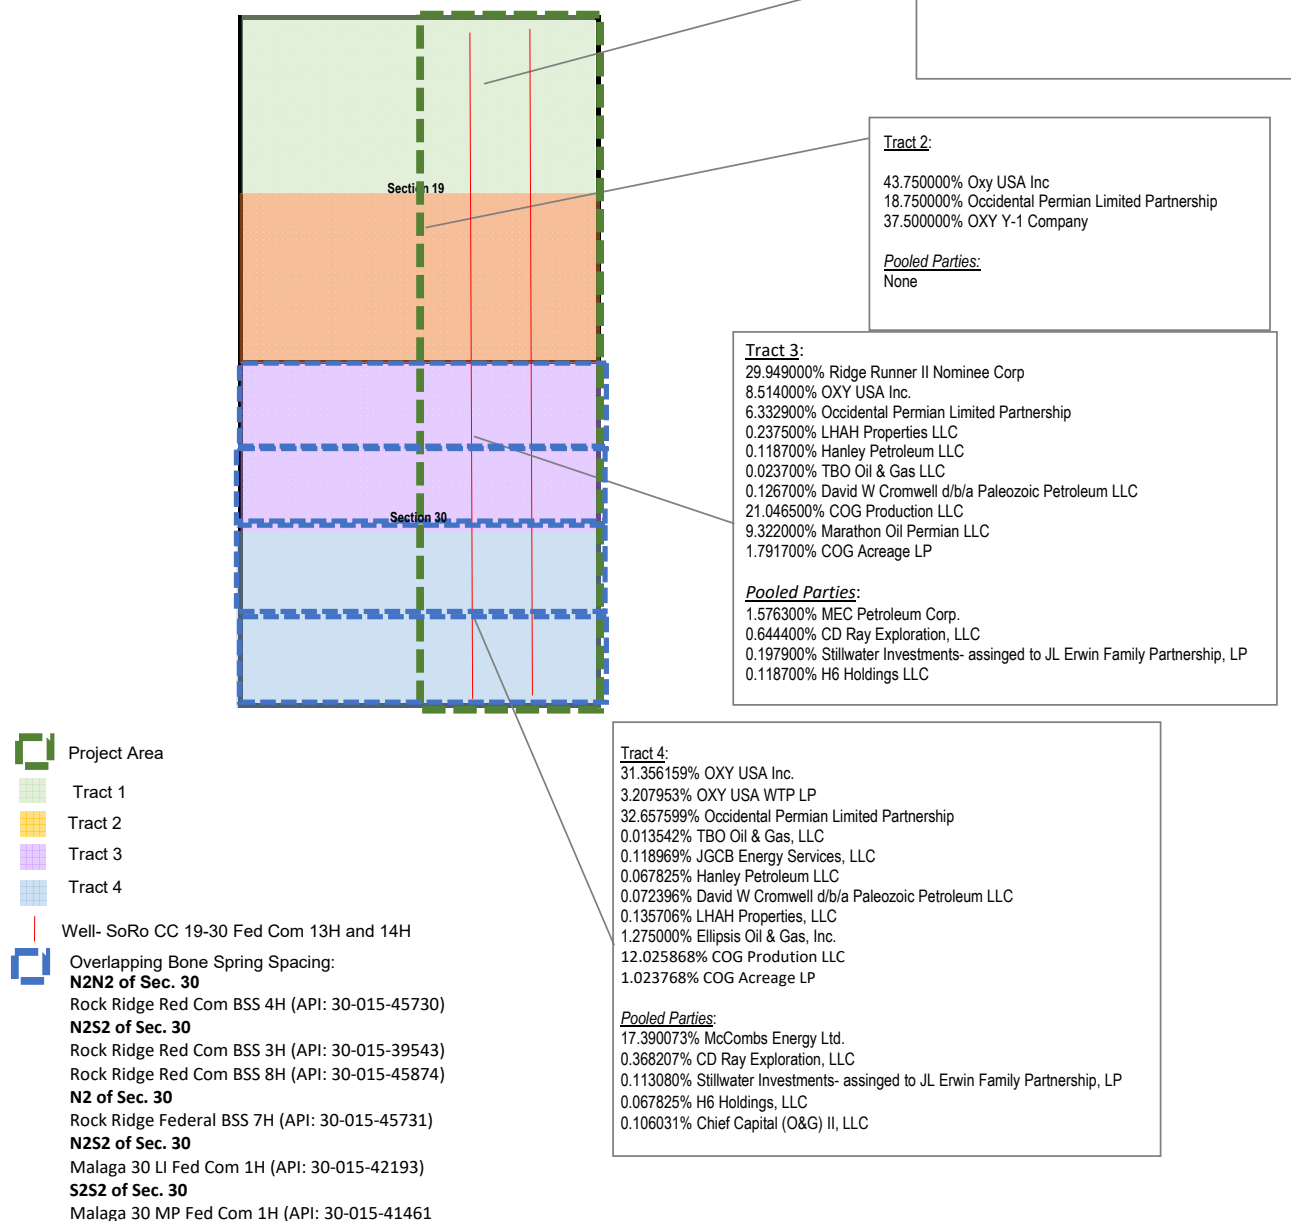 Section 19
Section 30
Tract 2:
43.750000% Oxy USA Inc
18.750000% Occidental Permian Limited Partnership
37.500000% OXY Y-1 Company
Pooled Parties:
None
Tract 3:
29.949000% Ridge Runner II Nominee Corp
8.514000% OXY USA Inc.
6.332900% Occidental Permian Limited Partnership
0.237500% LHAH Properties LLC
0.118700% Hanley Petroleum LLC
0.023700% TBO Oil & Gas LLC
0.126700% David W Cromwell d/b/a Paleozoic Petroleum LLC
21.046500% COG Production LLC
9.322000% Marathon Oil Permian LLC
1.791700% COG Acreage LP
Pooled Parties:
1.576300% MEC Petroleum Corp.
0.644400% CD Ray Exploration, LLC
0.197900% Stillwater Investments- assinged to JL Erwin Family Partnership, LP
0.118700% H6 Holdings LLC
Tract 4:
31.356159% OXY USA Inc.
3.207953% OXY USA WTP LP
32.657599% Occidental Permian Limited Partnership
0.013542% TBO Oil & Gas, LLC
0.118969% JGCB Energy Services, LLC
0.067825% Hanley Petroleum LLC
0.072396% David W Cromwell d/b/a Paleozoic Petroleum LLC
0.135706% LHAH Properties, LLC
1.275000% Ellipsis Oil & Gas, Inc.
12.025868% COG Prodution LLC
1.023768% COG Acreage LP
Pooled Parties:
17.390073% McCombs Energy Ltd.
0.368207% CD Ray Exploration, LLC
0.113080% Stillwater Investments- assinged to JL Erwin Family Partnership, LP
0.067825% H6 Holdings, LLC
0.106031% Chief Capital (O&G) II, LLC
Project Area
Tract 1
Tract 2
Tract 3
Tract 4
Well- SoRo CC 19-30 Fed Com 13H and 14H
Overlapping Bone Spring Spacing:
N2N2 of Sec. 30
Rock Ridge Red Com BSS 4H (API: 30-015-45730)
N2S2 of Sec. 30
Rock Ridge Red Com BSS 3H (API: 30-015-39543)
Rock Ridge Red Com BSS 8H (API: 30-015-45874)
N2 of Sec. 30
Rock Ridge Federal BSS 7H (API: 30-015-45731)
N2S2 of Sec. 30
Malaga 30 LI Fed Com 1H (API: 30-015-42193)
S2S2 of Sec. 30
Malaga 30 MP Fed Com 1H (API: 30-015-41461